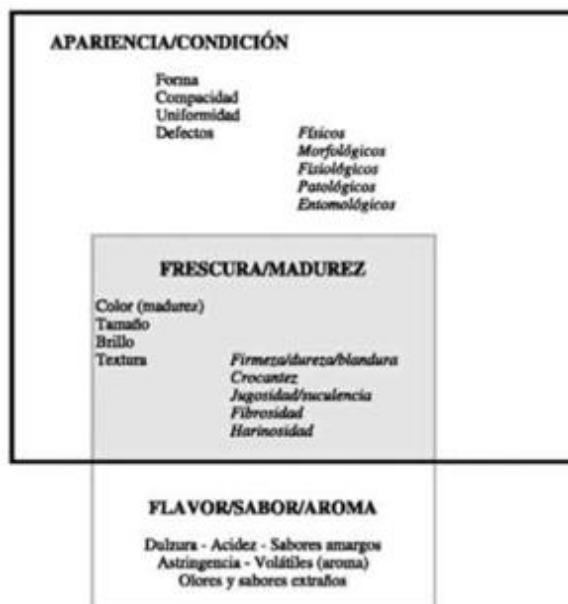 APARIENCIA/CONDICIÓN
Forma
Compacidad
Uniformidad
Defectos Físicos
Morfológicos
Fisiológicos
Patológicos
Entomológicos
FRESCURA/MADUREZ
Color (madurez)
Tamaño
Brillo
Textura Firmeza/dureza/blandura
Crocantez
Jugosidad/suculencia
Fibrosidad
Harinosidad
FLAVOR/SABOR/AROMA
Dulzura - Acidez - Sabores amargos
Astringencia - Volátiles (aroma)
Olores y sabores extraños